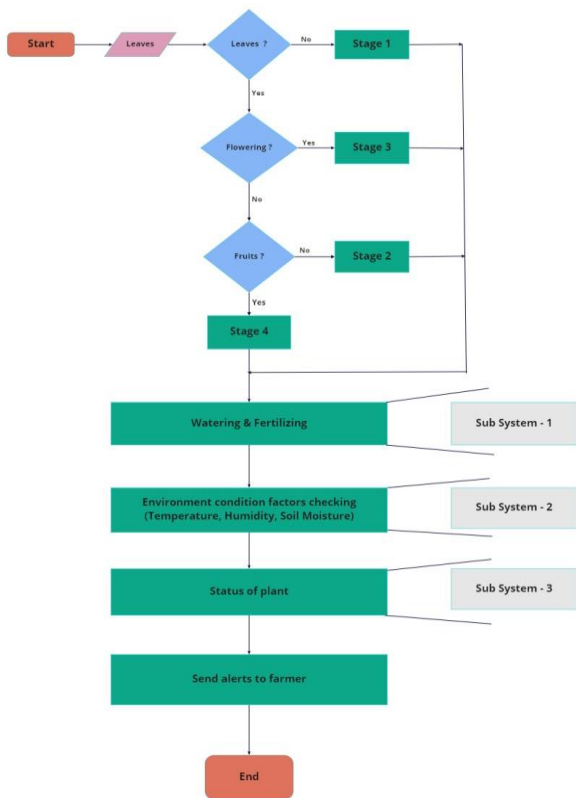 Start
Leaves
Leaves ?
No
Stage 1
Yes
Flowering ?
Yes
Stage 3
No
Fruits ?
No
Stage 2
Yes
Stage 4
Watering & Fertilizing
Sub System - 1
Environment condition factors checking
(Temperature, Humidity, Soil Moisture)
Sub System - 2
Status of plant
Sub System - 3
Send alerts to farmer
End